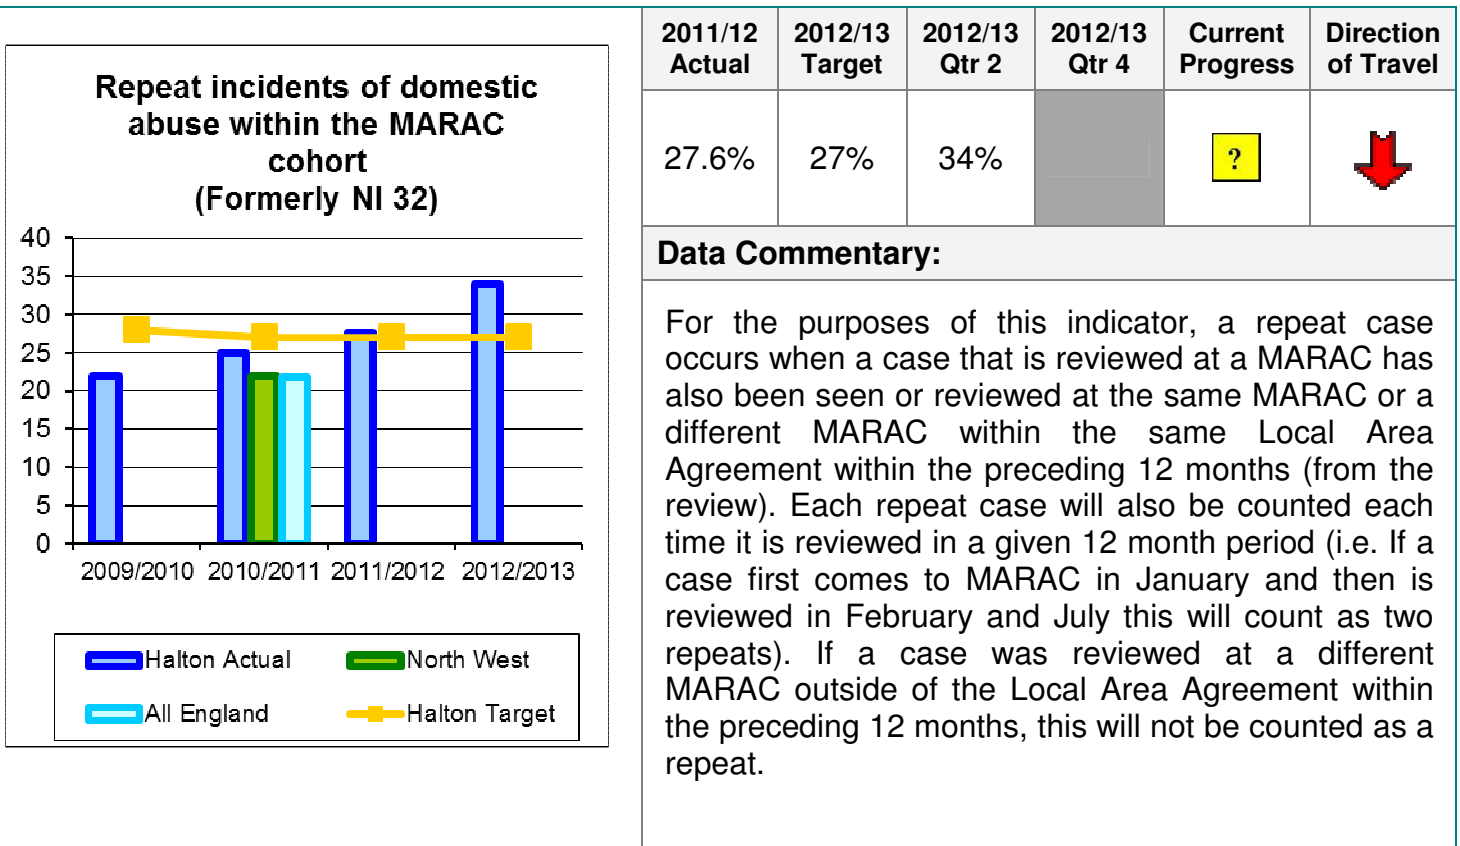 Repeat incidents of domestic
abuse within the MARAC
cohort
(Formerly NI 32)
40
35
30
25
20
15
10
5
0
2009/2010 2010/2011 2011/2012 2012/2013
Halton Actual North West
All England Halton Target
2011/12 Actual
2012/13 Target
2012/13 Qtr 2
2012/13 Qtr 4
Current Progress
Direction of Travel
27.6% 27% 34% ?
Data Commentary:
For the purposes of this indicator, a repeat case
occurs when a case that is reviewed at a MARAC has
also been seen or reviewed at the same MARAC or a
different MARAC within the same Local Area
Agreement within the preceding 12 months (from the
review). Each repeat case will also be counted each
time it is reviewed in a given 12 month period (i.e. If a
case first comes to MARAC in January and then is
reviewed in February and July this will count as two
repeats). If a case was reviewed at a different
MARAC outside of the Local Area Agreement within
the preceding 12 months, this will not be counted as a
repeat.